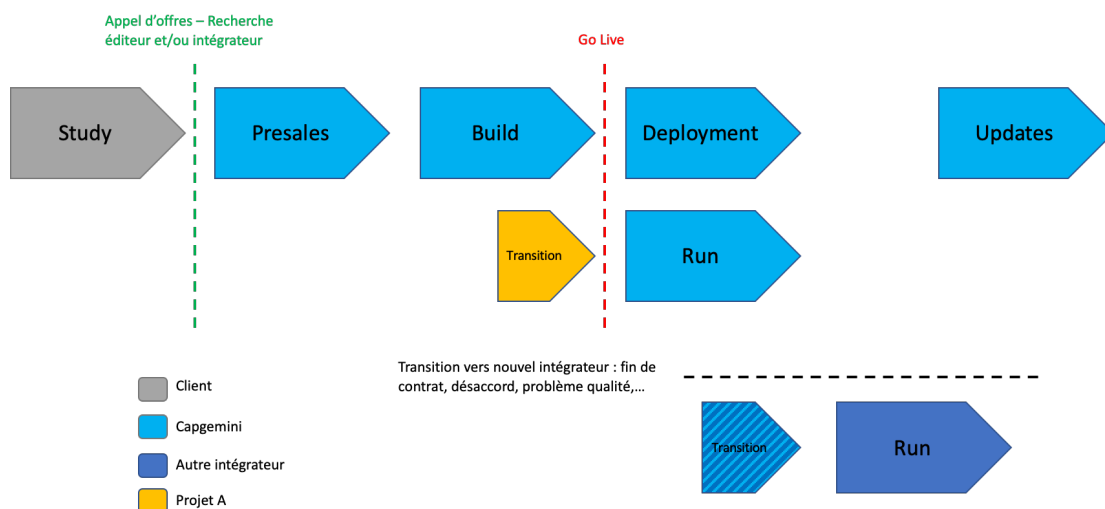 Appel d’offres – Recherche
éditeur et/ou intégrateur
Go Live
Study
Presales
Build
Deployment
Updates
Transition
Run
Transition vers nouvel intégrateur : fin de
contrat, désaccord, problème qualité,…
Client
Capgemini
Autre intégrateur
Projet A
Transition
Run